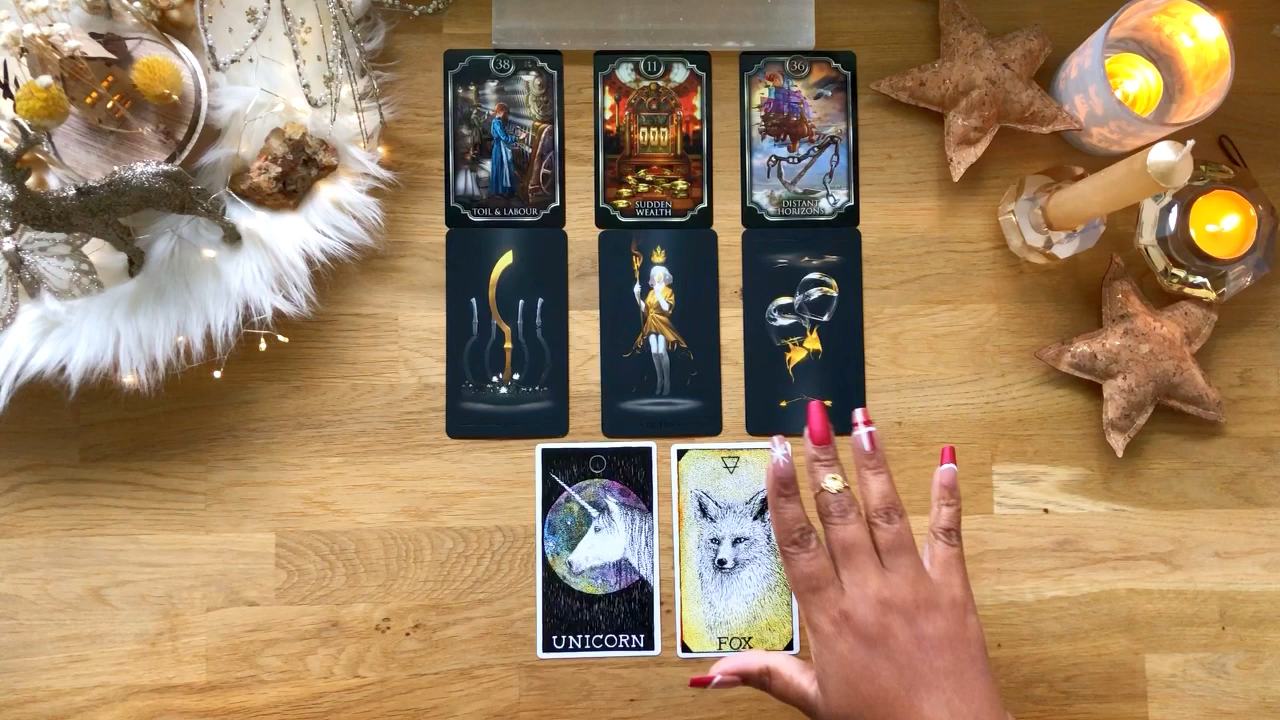 38
TOIL & LABOUR
11
SUDDEN
WEALTH
36
DISTANT
HORIZONS
UNICORN
FOX